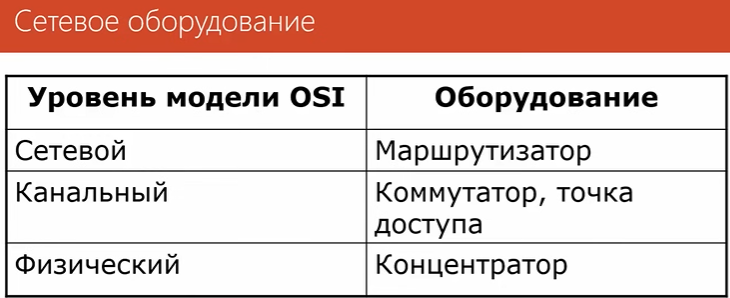 Сетевое оборудование
Уровень модели OSI Оборудование
Сетевой Маршрутизатор
Канальный Коммутатор, точка
доступа
Физический Концентратор